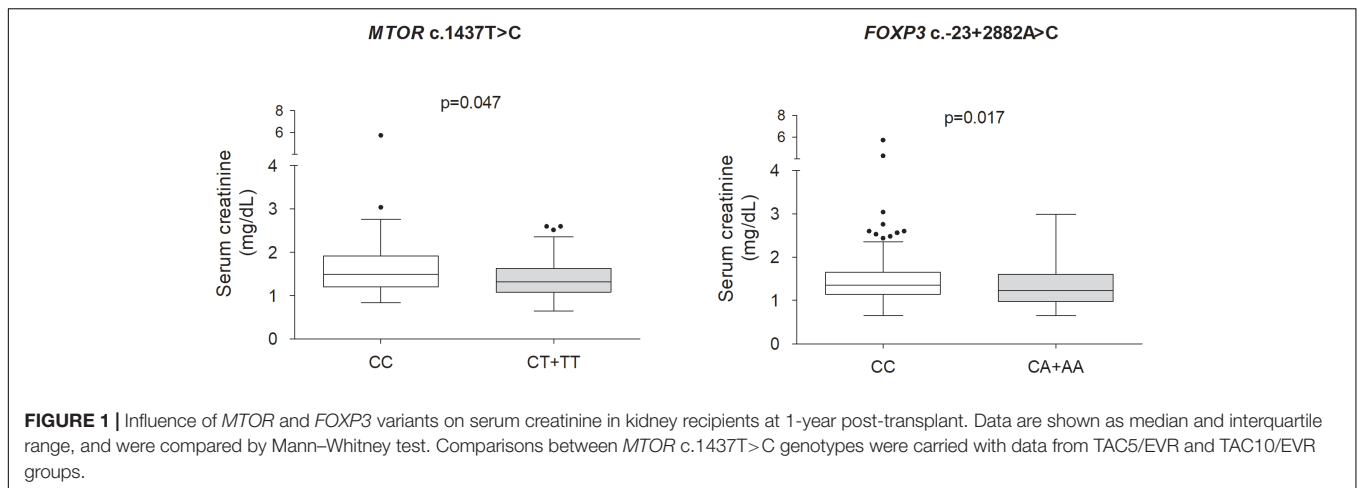 MTOR c.1437T>C
p=0.047
Serum creatinine
(mg/dL)
8
6
4
3
2
1
0
CC
CT+TT
FOXP3 c.-23+2882A>C
p=0.017
Serum creatinine
(mg/dL)
8
6
4
3
2
1
0
CC
CA+AA
FIGURE 1 | Influence of MTOR and FOXP3 variants on serum creatinine in kidney recipients at 1-year post-transplant. Data are shown as median and interquartile
range, and were compared by Mann–Whitney test. Comparisons between MTOR c.1437T>C genotypes were carried with data from TAC5/EVR and TAC10/EVR
groups.